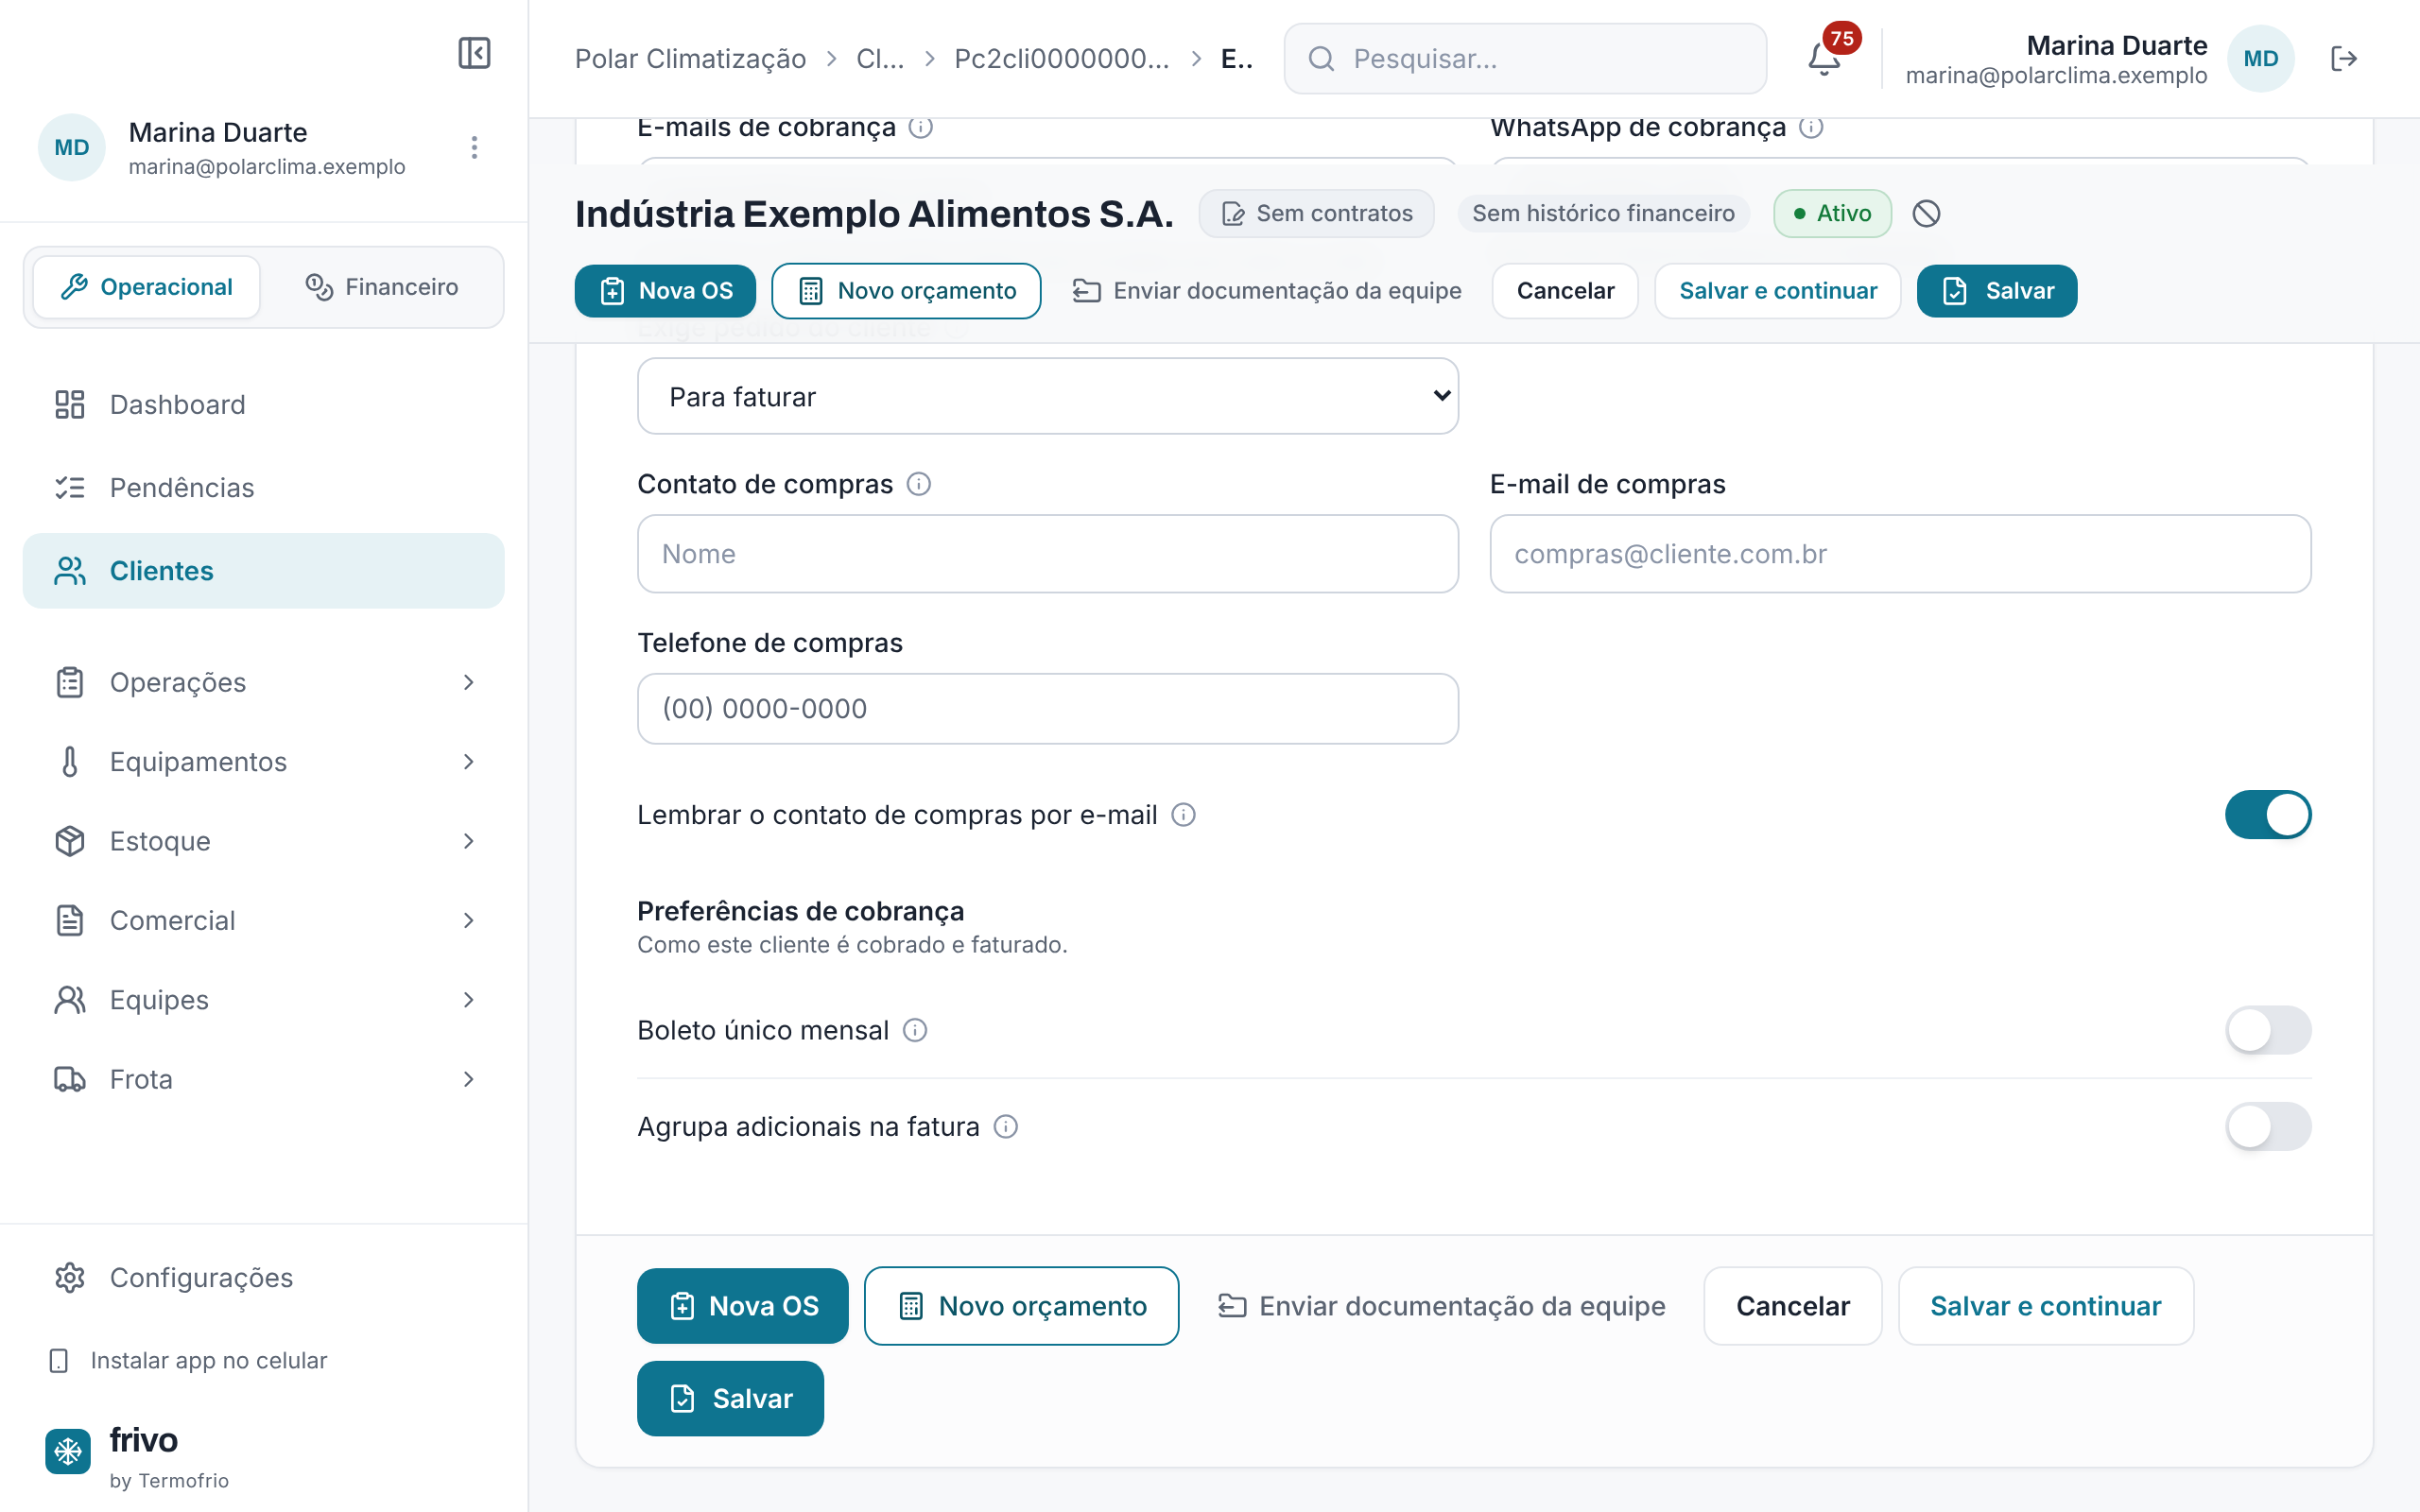 Polar Climatização > Cl... > Pc2cli0000000... > E..
Pesquisar...
75
Marina Duarte
marina@polarclima.exemplo
MD
MD
Marina Duarte
marina@polarclima.exemplo
Operacional
Financeiro
Dashboard
Pendências
Clientes
Operações
Equipamentos
Estoque
Comercial
Equipes
Frota
Configurações
Instalar app no celular
frivo
by Termofrio
E-mails de cobrança
WhatsApp de cobrança
Indústria Exemplo Alimentos S.A.
Sem contratos
Sem histórico financeiro
Ativo
Nova OS
Novo orçamento
Enviar documentação da equipe
Cancelar
Salvar e continuar
Salvar
Exige pedido do cliente
Para faturar
Contato de compras
E-mail de compras
Nome
compras@cliente.com.br
Telefone de compras
(00) 0000-0000
Lembrar o contato de compras por e-mail
Preferências de cobrança
Como este cliente é cobrado e faturado.
Boleto único mensal
Agrupa adicionais na fatura
Nova OS
Novo orçamento
Enviar documentação da equipe
Cancelar
Salvar e continuar
Salvar